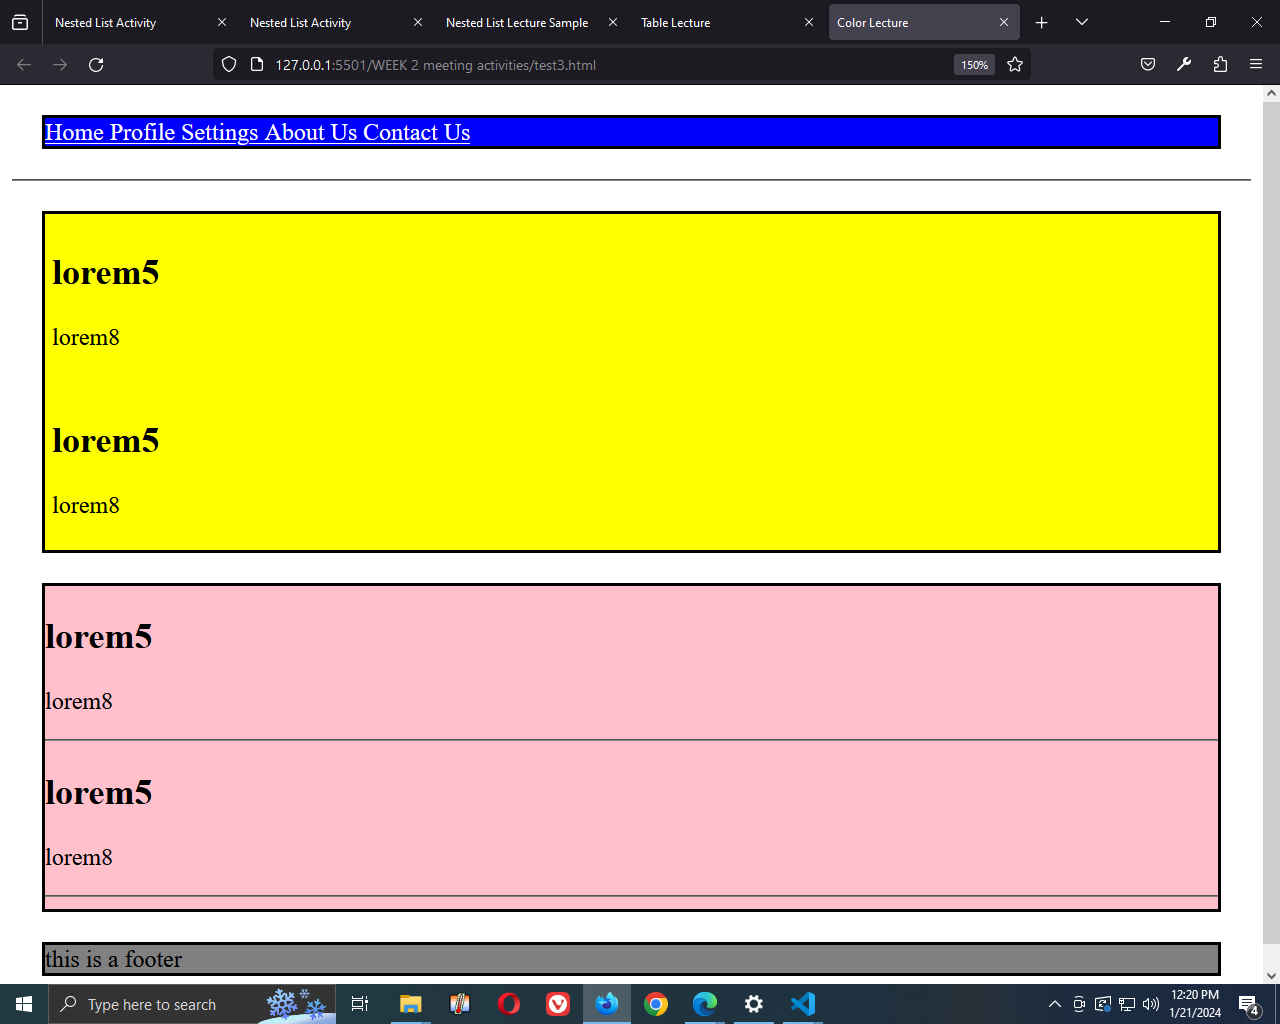 Nested List Activity
Nested List Activity
Nested List Lecture Sample
Table Lecture
Color Lecture
127.0.0.1:5501/WEEK 2 meeting activities/test3.html
150%
Home Profile Settings About Us Contact Us
lorem5
lorem8
lorem5
lorem8
lorem5
lorem8
lorem5
lorem8
this is a footer
Type here to search
12:20 PM
1/21/2024
4